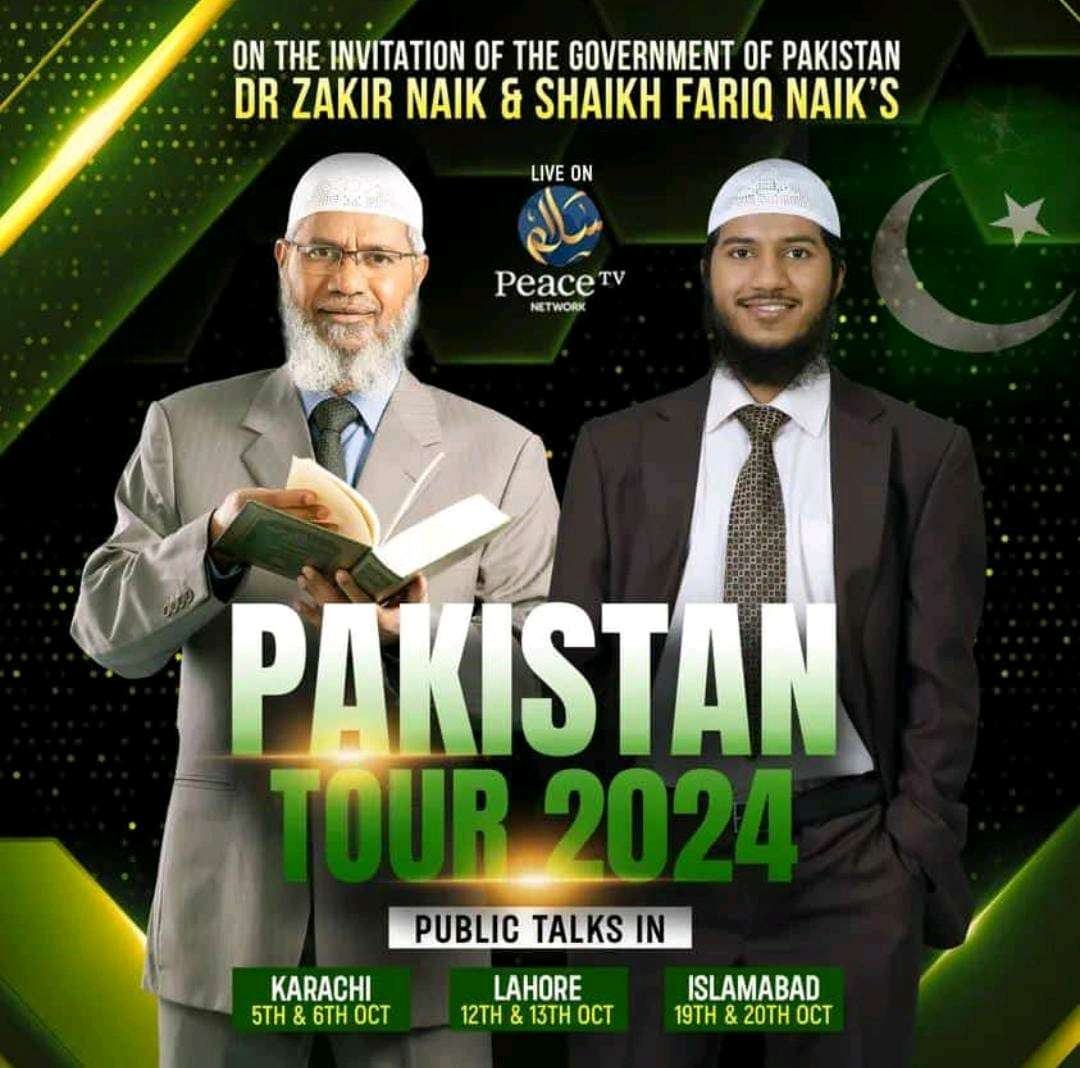 ON THE INVITATION OF THE GOVERNMENT OF PAKISTAN
DR ZAKIR NAIK & SHAIKH FARIQ NAIK'S
LIVE ON
سلام
Peace TV
NETWORK
PAKISTAN
TOUR 2024
PUBLIC TALKS IN
KARACHI
5TH & 6TH OCT
LAHORE
12TH & 13TH OCT
ISLAMABAD
19TH & 20TH OCT